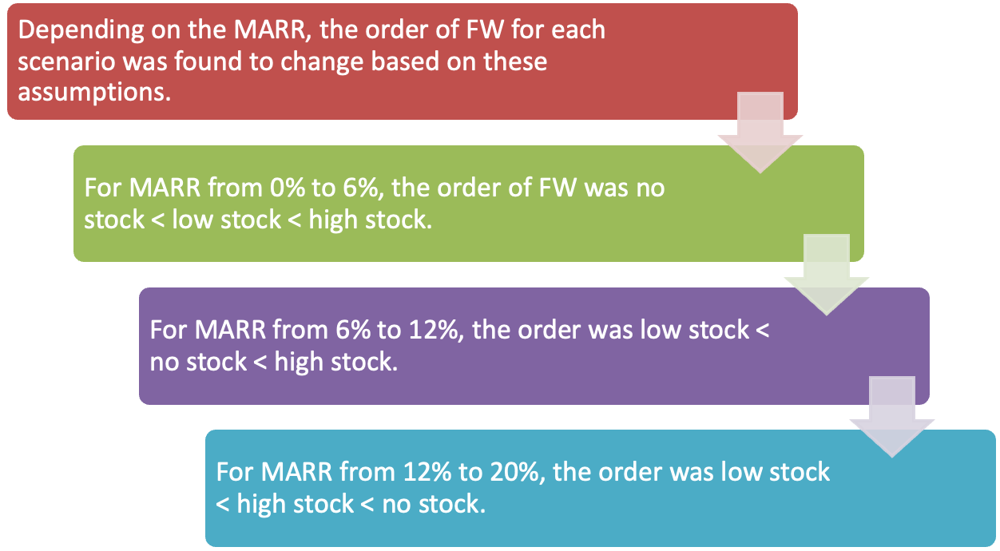 Depending on the MARR, the order of FW for each
scenario was found to change based on these
assumptions.
For MARR from 0% to 6%, the order of FW was no
stock < low stock < high stock.
For MARR from 6% to 12%, the order was low stock <
no stock < high stock.
For MARR from 12% to 20%, the order was low stock
< high stock < no stock.